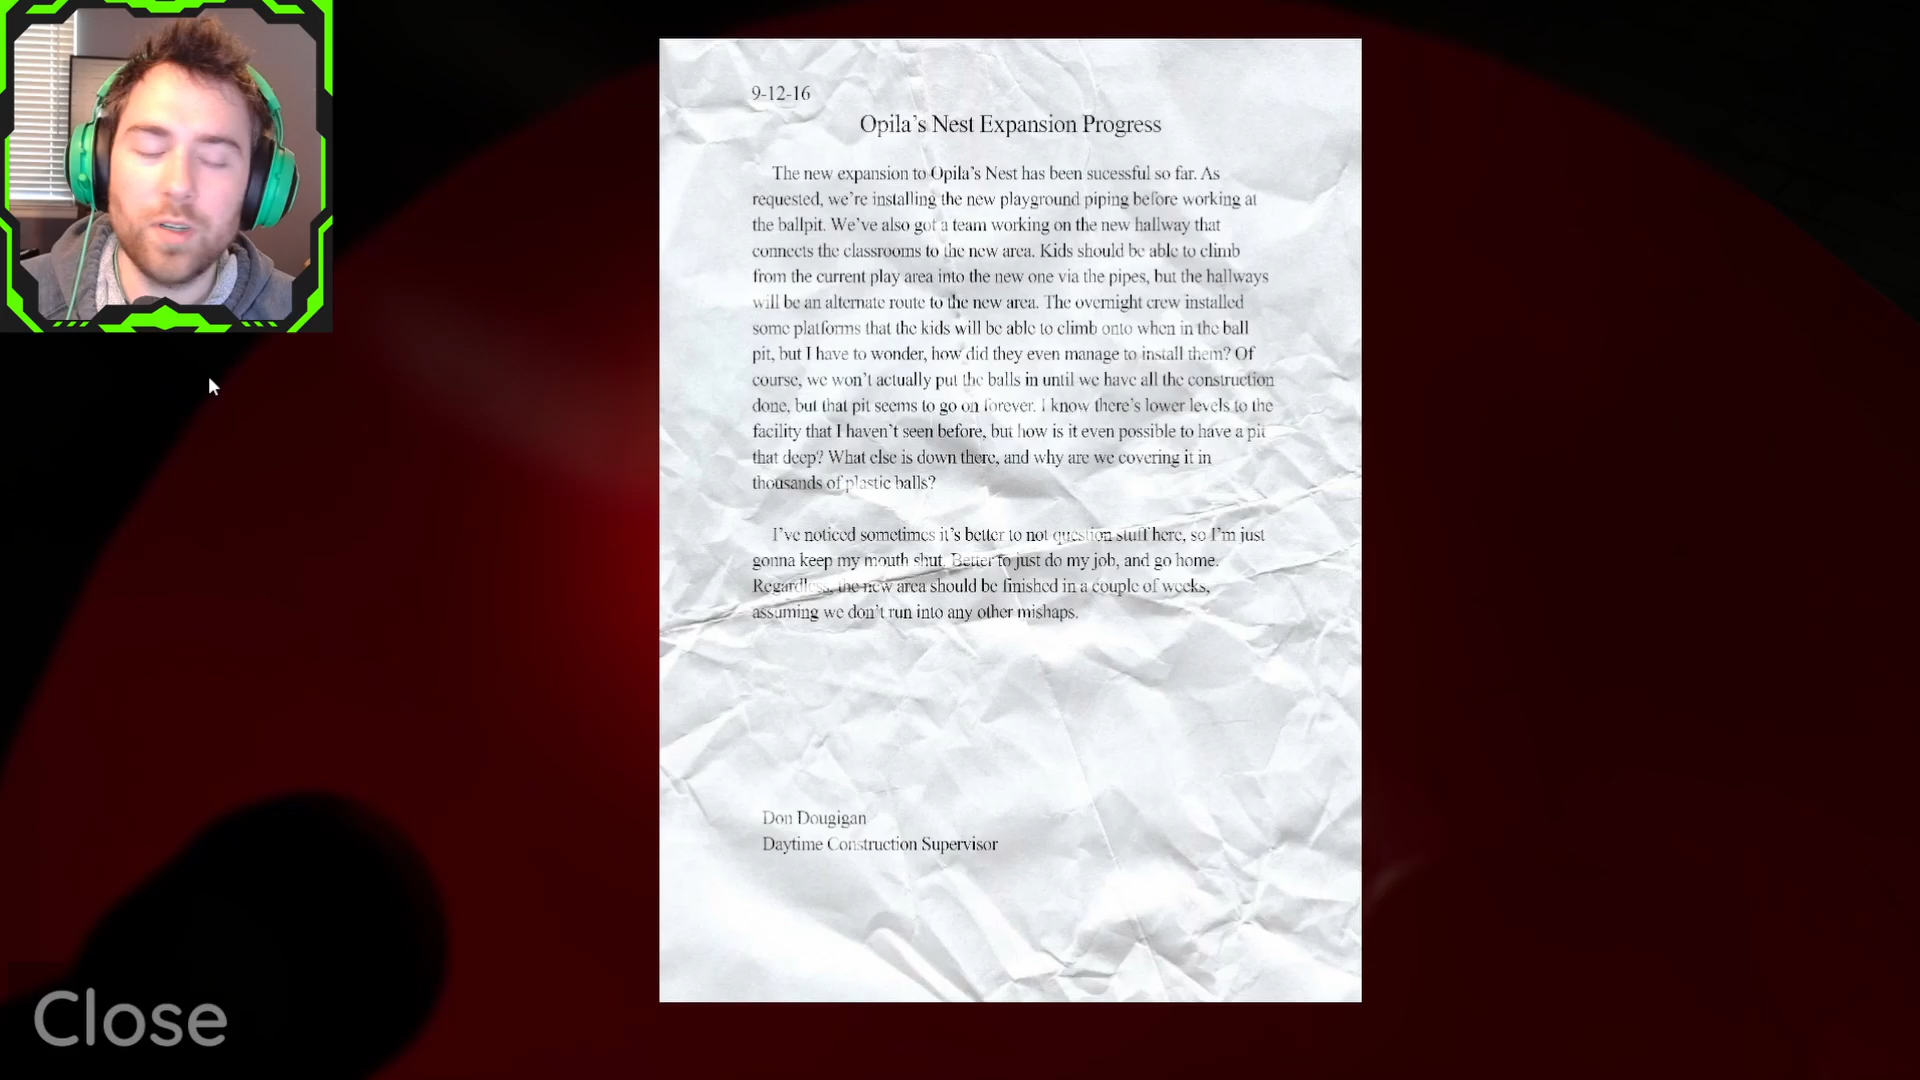 9-12-16
Opila's Nest Expansion Progress
The new expansion to Opila's Nest has been sucessful so far. As
requested, we're installing the new playground piping before working at
the ballpit. We've also got a team working on the new hallway that
connects the classrooms to the new area. Kids should be able to climb
from the current play area into the new one via the pipes, but the hallways
will be an alternate route to the new area. The overnight crew installed
some platforms that the kids will be able to climb onto when in the ball
pit, but I have to wonder, how did they even manage to install them? Of
course, we won't actually put the balls in until we have all the construction
done, but that pit seems to go on forever. I know there's lower levels to the
facility that I haven't seen before, but how is it even possible to have a pit
that deep? What else is down there, and why are we covering it in
thousands of plastic balls?
I've noticed sometimes it's better to not question stuff here, so I'm just
gonna keep my mouth shut. Better to just do my job, and go home.
Regardless, the new area should be finished in a couple of weeks,
assuming we don't run into any other mishaps.
Don Dougigan
Daytime Construction Supervisor
Close